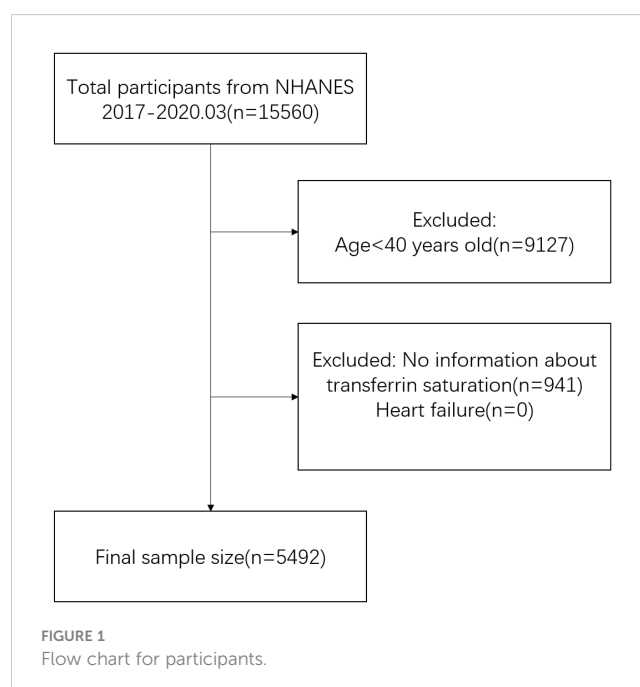 Total participants from NHANES
2017-2020.03(n=15560)
Excluded:
Age<40 years old(n=9127)
Excluded: No information about
transferrin saturation(n=941)
Heart failure(n=0)
Final sample size(n=5492)
FIGURE 1
Flow chart for participants.